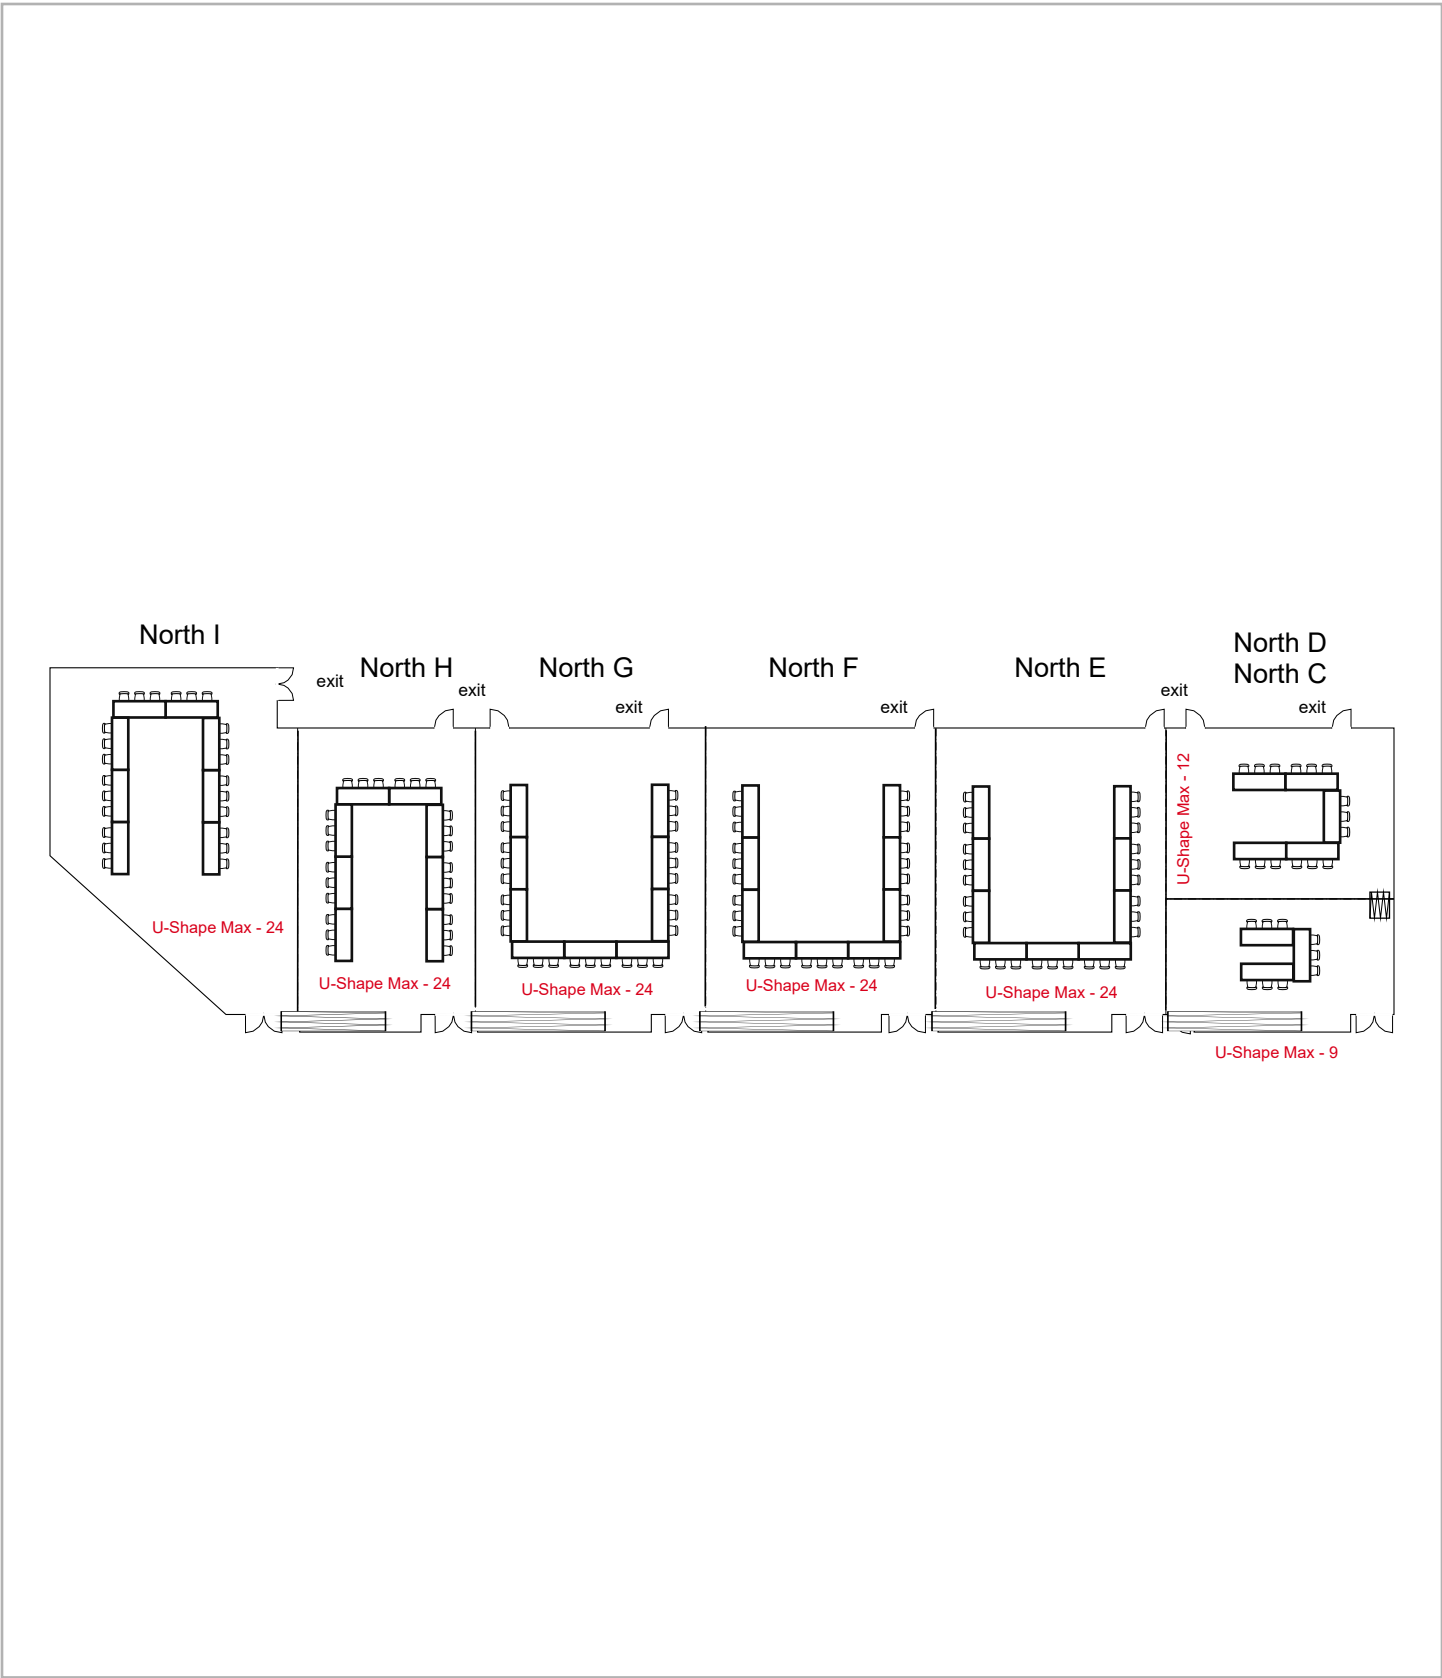 North I
North H
North G
North F
North E
North D
North C
exit
exit
exit
exit
exit
exit
U-Shape Max - 12
U-Shape Max - 24
U-Shape Max - 24
U-Shape Max - 24
U-Shape Max - 24
U-Shape Max - 24
U-Shape Max - 9